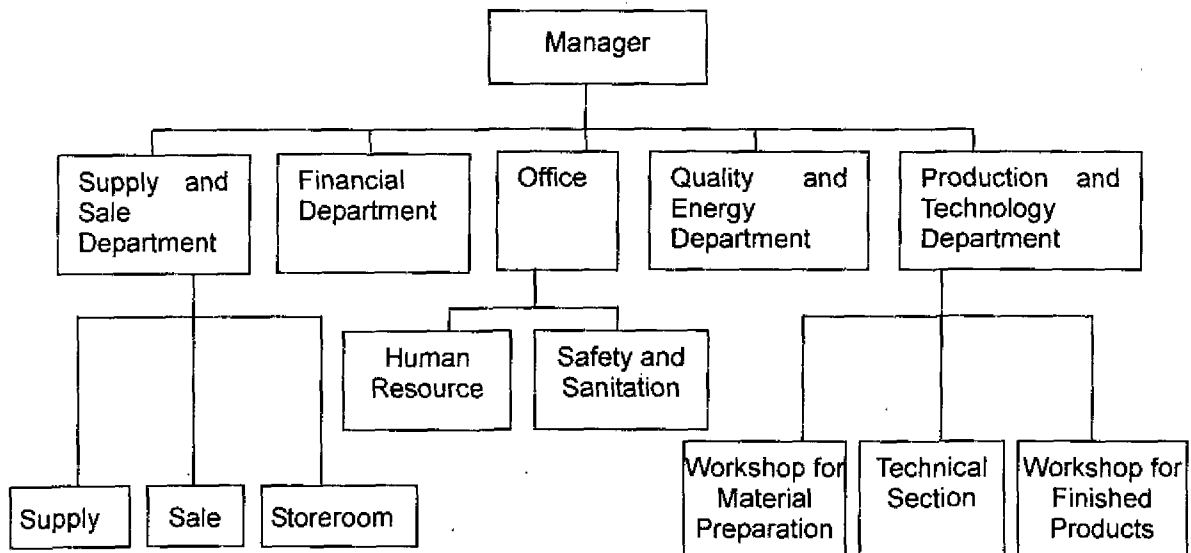 Manager
Supply and
Sale
Department
Financial
Department
Office
Quality and
Energy
Department
Production and
Technology
Department
Human
Resource
Safety and
Sanitation
Supply
Sale
Storeroom
Workshop for
Material
Preparation
Technical
Section
Workshop for
Finished
Products